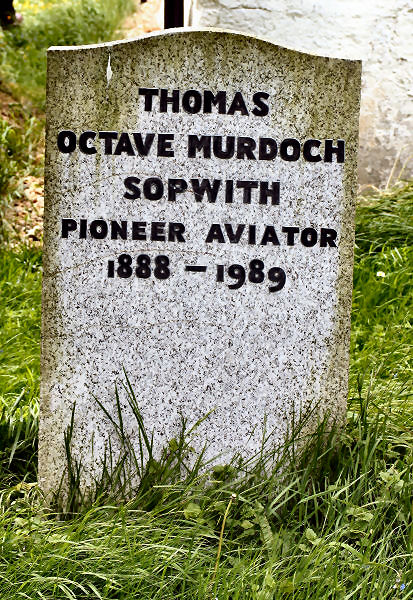 THOMAS
OCTAVE MURDOCH
SOPWITH
PIONEER AVIATOR
1888 – 1989